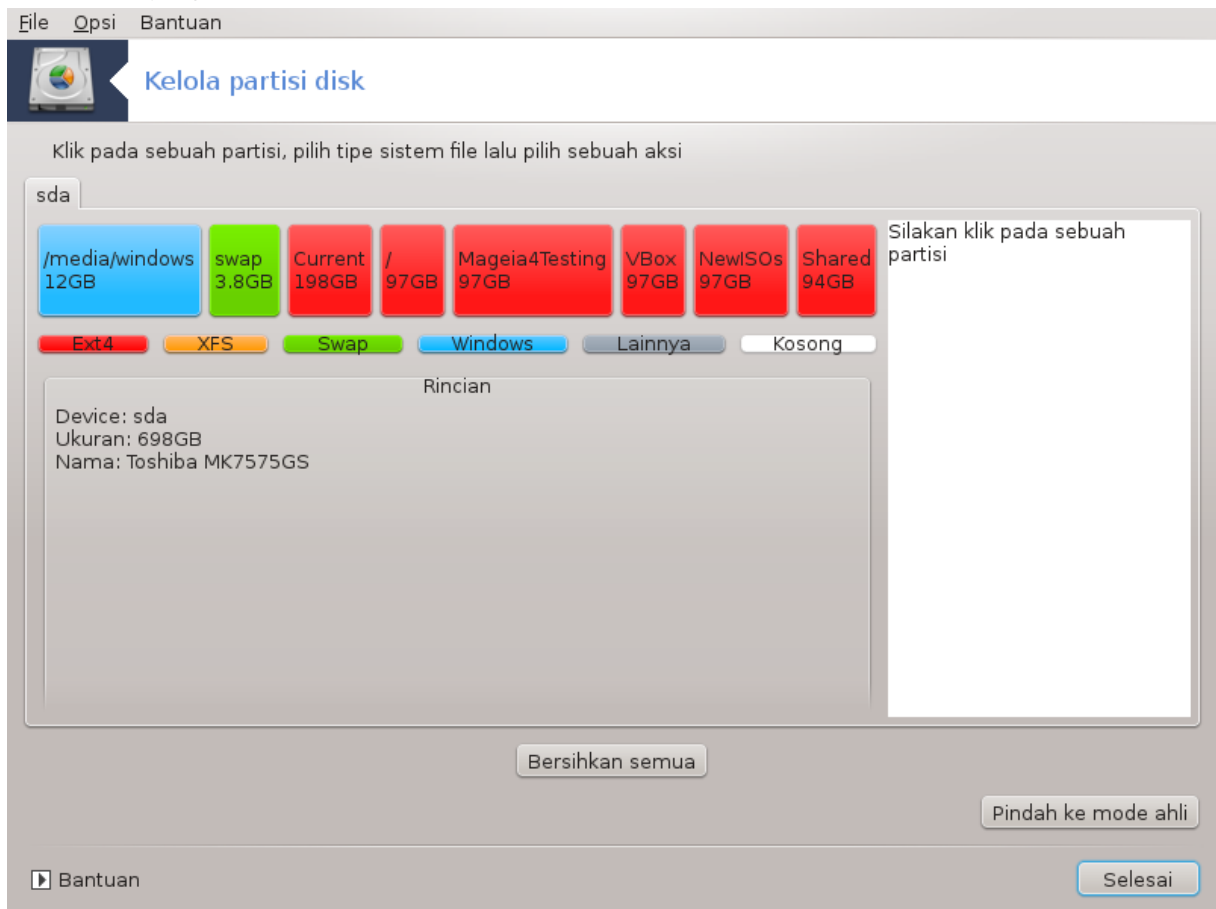 File Opsi Bantuan
Kelola partisi disk
Klik pada sebuah partisi, pilih tipe sistem file lalu pilih sebuah aksi
sda
/media/windows
12GB
swap
3.8GB
Current
198GB
/
97GB
Mageia4Testing
97GB
VBox
97GB
NewISOs
97GB
Shared
94GB
Silakan klik pada sebuah
partisi
Ext4 XFS Swap Windows Lainnya Kosong
Rincian
Device: sda
Ukuran: 698GB
Nama: Toshiba MK7575GS
Bersihkan semua
Pindah ke mode ahli
Bantuan
Selesai